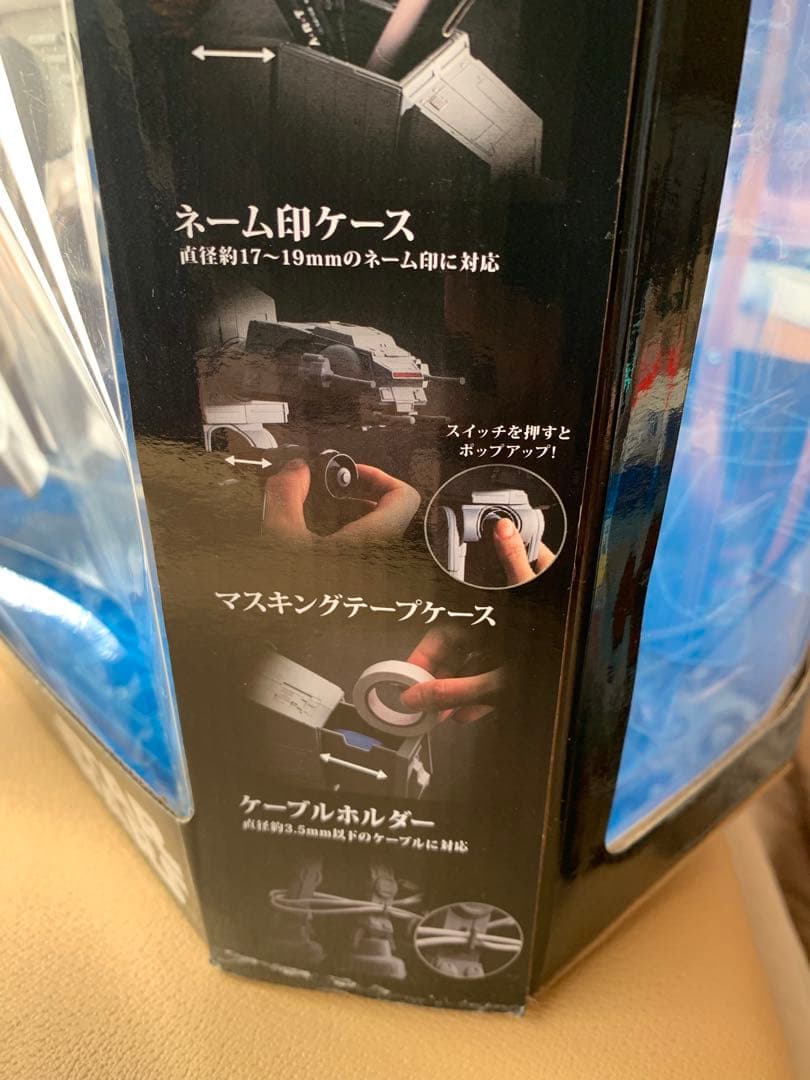 ネーム印ケース
直径約17〜19mmのネーム印に対応
スイッチを押すと
ポップアップ!
マスキングテープケース
ケーブルホルダー
直径約3.5mm以下のケーブルに対応